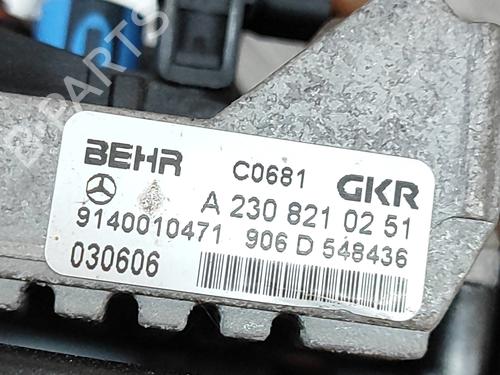 B-PARTS
BEHR C0681 GKR
A 230 821 02 51
9140010471 906 D 548436
030606